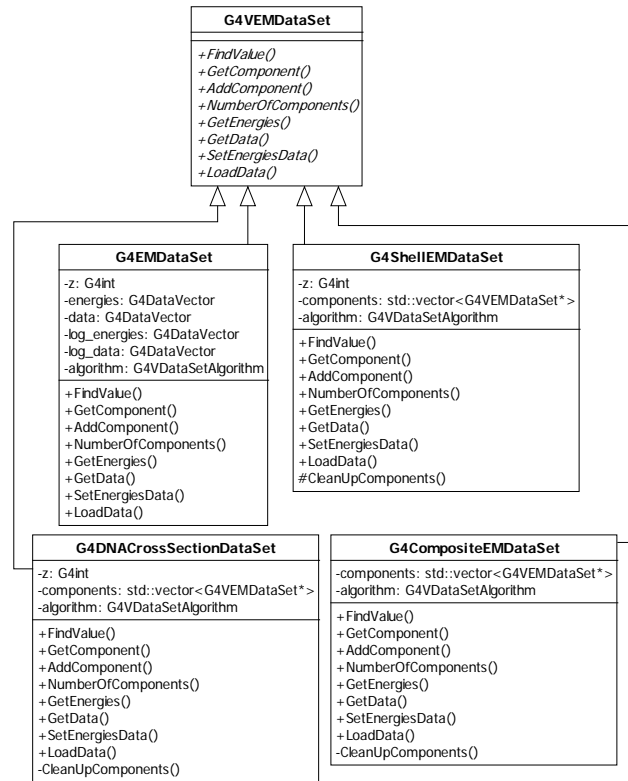 G4VEMDataSet
+FindValue()
+GetComponent()
+AddComponent()
+NumberOfComponents()
+GetEnergies()
+GetData()
+SetEnergiesData()
+LoadData()
G4EMDataSet
-z: G4int
-energies: G4DataVector
-data: G4DataVector
-log_energies: G4DataVector
-log_data: G4DataVector
-algorithm: G4VDataSetAlgorithm
+FindValue()
+GetComponent()
+AddComponent()
+NumberOfComponents()
+GetEnergies()
+GetData()
+SetEnergiesData()
+LoadData()
G4ShellEMDataSet
-z: G4int
-components: std::vector<G4VEMDataSet*>
-algorithm: G4VDataSetAlgorithm
+FindValue()
+GetComponent()
+AddComponent()
+NumberOfComponents()
+GetEnergies()
+GetData()
+SetEnergiesData()
+LoadData()
#CleanUpComponents()
G4DNACrossSectionDataSet
-z: G4int
-components: std::vector<G4VEMDataSet*>
-algorithm: G4VDataSetAlgorithm
+FindValue()
+GetComponent()
+AddComponent()
+NumberOfComponents()
+GetEnergies()
+GetData()
+SetEnergiesData()
+LoadData()
-CleanUpComponents()
G4CompositeEMDataSet
-components: std::vector<G4VEMDataSet*>
-algorithm: G4VDataSetAlgorithm
+FindValue()
+GetComponent()
+AddComponent()
+NumberOfComponents()
+GetEnergies()
+GetData()
+SetEnergiesData()
+LoadData()
-CleanUpComponents()